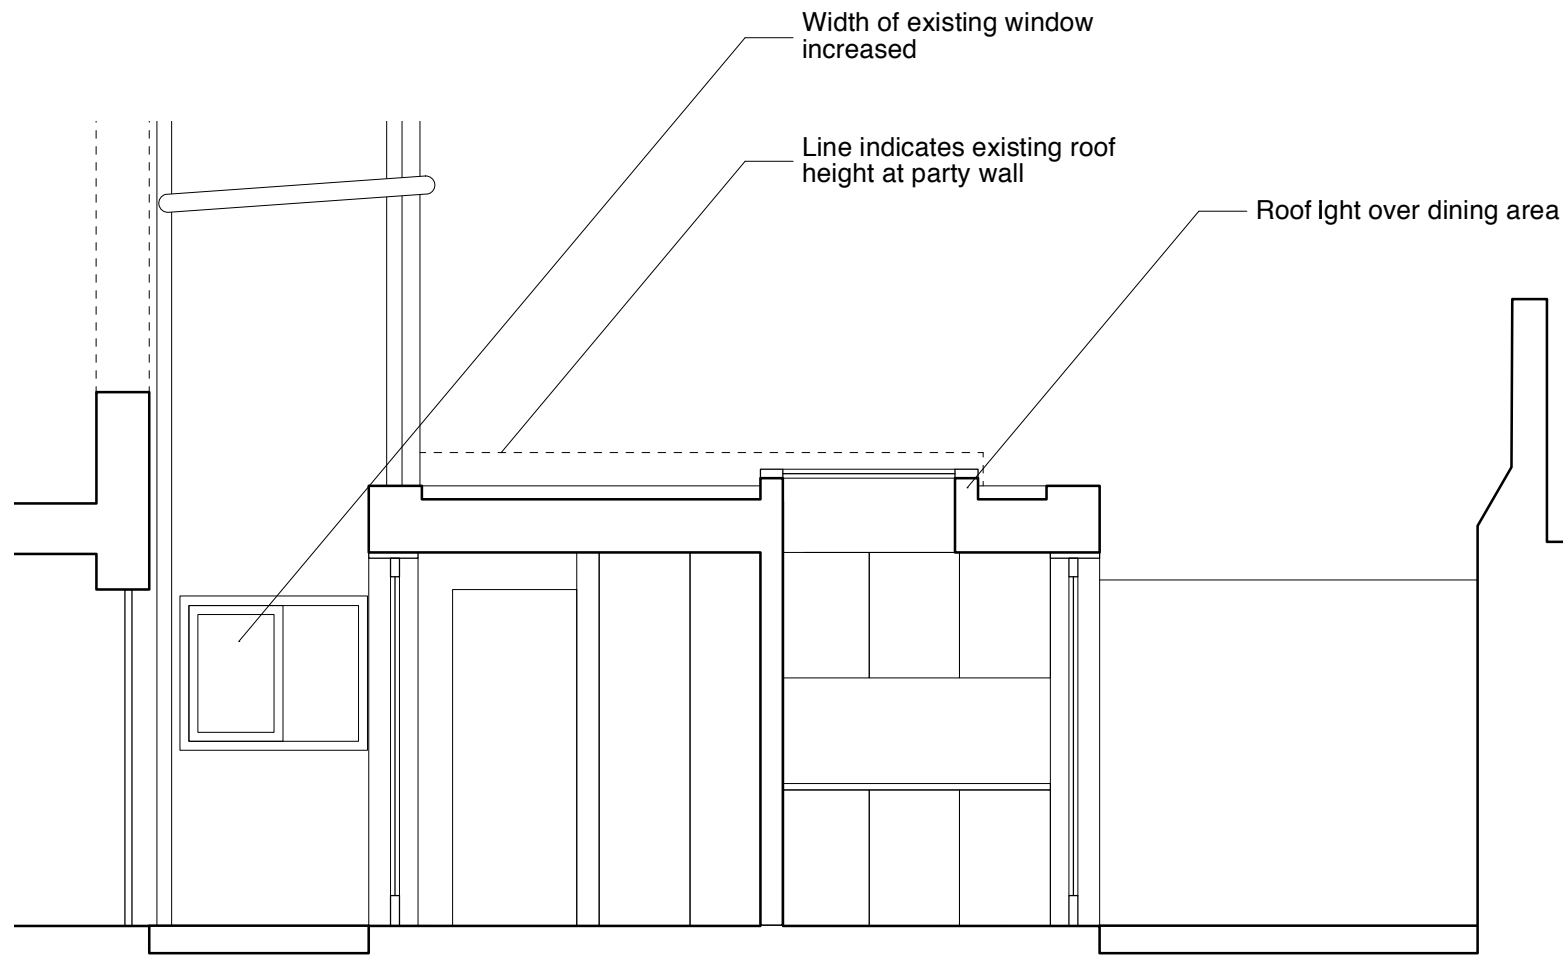 Width of existing window
increased
Line indicates existing roof
height at party wall
Roof lght over dining area